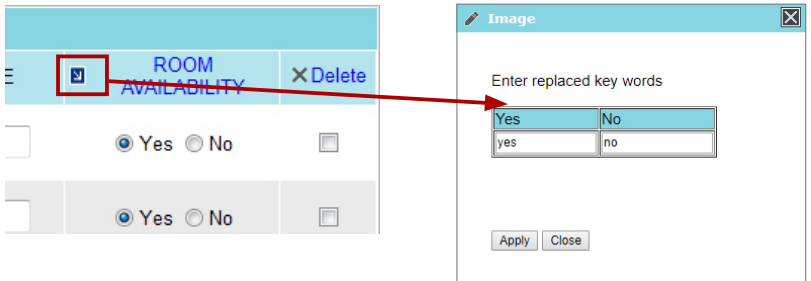 E
ROOM
AVAILABILITY
Delete
Yes No
Yes No
Image
Enter replaced key words
Yes No
yes no
Apply Close